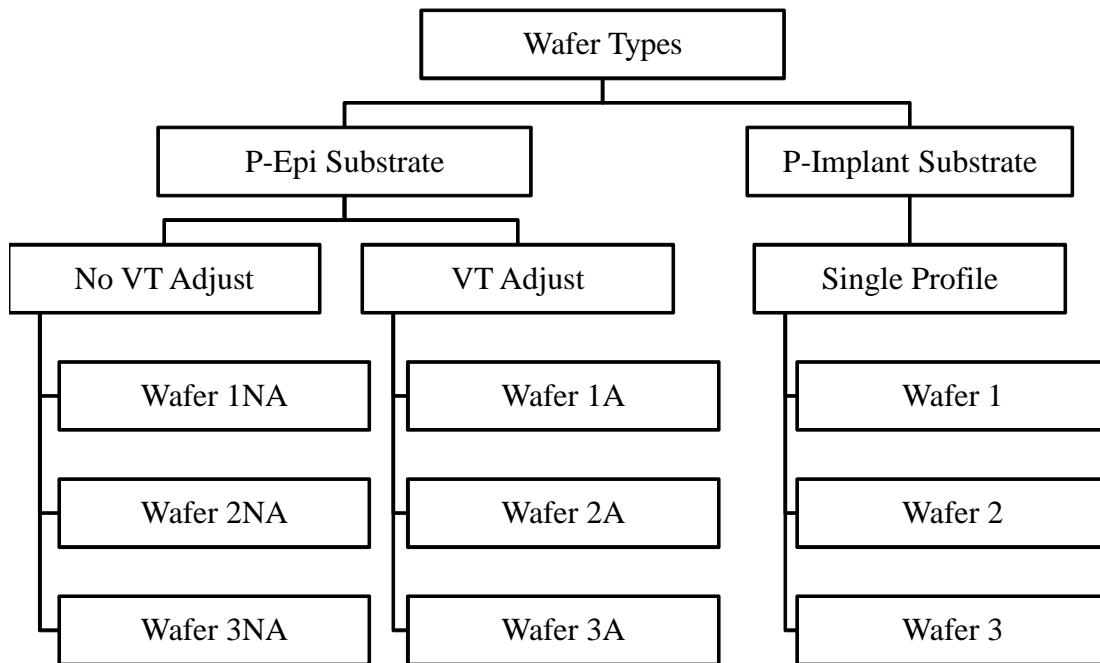 Wafer Types
P-Epi Substrate
P-Implant Substrate
No VT Adjust
VT Adjust
Single Profile
Wafer 1NA
Wafer 1A
Wafer 1
Wafer 2NA
Wafer 2A
Wafer 2
Wafer 3NA
Wafer 3A
Wafer 3